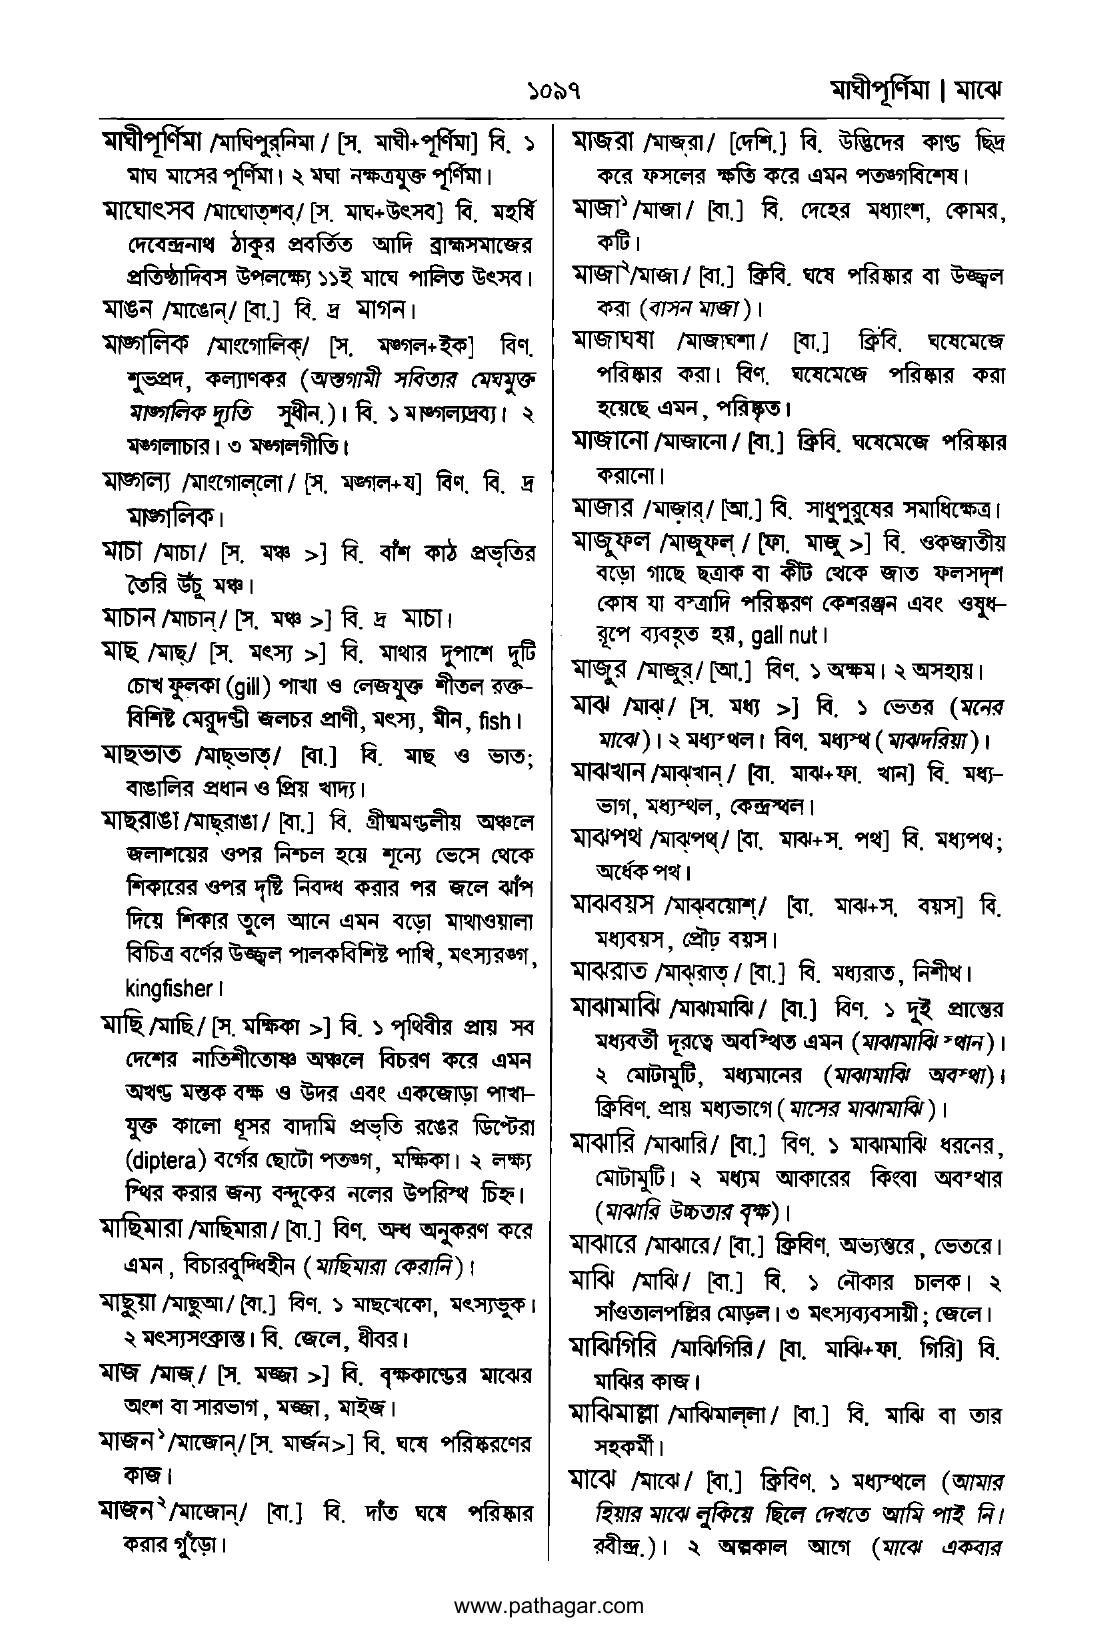 ১০৯৭
মাঘীপূর্ণিমা | মাঝে
মাঘীপূর্ণিমা /মাঘিপুর্‌নিমা / [স. মাঘী+পূর্ণিমা] বি. ১
মাঘ মাসের পূর্ণিমা। ২ মঘা নক্ষত্রযুক্ত পূর্ণিমা।
মাঘোৎসব /মাঘোত্‌শব্‌/ [স. মাঘ+উৎসব] বি. মহর্ষি
দেবেন্দ্রনাথ ঠাকুর প্রবর্তিত আদি ব্রাহ্মসমাজের
প্রতিষ্ঠাদিবস উপলক্ষ্যে ১১ই মাঘে পালিত উৎসব।
মাঙন /মাঙোন্‌/ [বা.] বি. দ্র মাগন।
মাঙ্গলিক /মাংগোলিক্‌/ [স. মঙ্গল+ইক] বিণ.
শুভপ্রদ, কল্যাণকর (অস্তগামী সবিতার মেঘমুক্ত
মাঙ্গলিক দ্যুতি সুধীন.)। বি. ১ মাঙ্গল্যদ্রব্য। ২
মঙ্গলাচার। ৩ মঙ্গলগীতি।
মাঙ্গল্য /মাংগোল্‌লো / [স. মঙ্গল+য] বিণ. বি. দ্র
মাঙ্গলিক।
মাচা /মাচা/ [স. মঞ্চ >] বি. বাঁশ কাঠ প্রভৃতির
তৈরি উঁচু মঞ্চ।
মাচান /মাচান্‌/ [স. মঞ্চ >] বি. দ্র মাচা।
মাছ /মাছ্‌/ [স. মৎস্য >] বি. মাথার দুপাশে দুটি
চোখ ফুলকা (gill) পাখা ও লেজযুক্ত শীতল রক্ত-
বিশিষ্ট মেরুদণ্ডী জলচর প্রাণী, মৎস্য, মীন, fish।
মাছভাত /মাছ্‌ভাত্‌/ [বা.] বি. মাছ ও ভাত;
বাঙালির প্রধান ও প্রিয় খাদ্য।
মাছরাঙা /মাছ্‌রাঙা/ [বা.] বি. গ্রীষ্মমণ্ডলীয় অঞ্চলে
জলাশয়ের ওপর নিশ্চল হয়ে শূন্যে ভেসে থেকে
শিকারের ওপর দৃষ্টি নিবদ্ধ করার পর জলে ঝাঁপ
দিয়ে শিকার তুলে আনে এমন বড়ো মাথাওয়ালা
বিচিত্র বর্ণের উজ্জ্বল পালকবিশিষ্ট পাখি, মৎস্যরঙ্গ,
kingfisher।
মাছি /মাছি/ [স. মক্ষিকা >] বি. ১ পৃথিবীর প্রায় সব
দেশের নাতিশীতোষ্ণ অঞ্চলে বিচরণ করে এমন
অখণ্ড মস্তক বক্ষ ও উদর এবং একজোড়া পাখা-
যুক্ত কালো ধূসর বাদামি প্রভৃতি রঙের ডিপ্টেরা
(diptera) বর্গের ছোটো পতঙ্গ, মক্ষিকা। ২ লক্ষ্য
স্থির করার জন্য বন্দুকের নলের উপরিস্থ চিহ্ন।
মাছিমারা /মাছিমারা/ [বা.] বিণ. অন্ধ অনুকরণ করে
এমন, বিচারবুদ্ধিহীন (মাছিমারা কেরানি)।
মাছুয়া /মাছুআ/ [বা.] বিণ. ১ মাছখেকো, মৎস্যভুক।
২ মৎস্যসংক্রান্ত। বি. জেলে, ধীবর।
মাজ /মাজ্‌/ [স. মজ্জা >] বি. বৃক্ষকাণ্ডের মাঝের
অংশ বা সারভাগ, মজ্জা, মাইজ।
মাজন১ /মাজোন্‌/ [স. মার্জন>] বি. ঘষে পরিষ্করণের
কাজ।
মাজন২ /মাজোন্‌/ [বা.] বি. দাঁত ঘষে পরিষ্কার
করার গুঁড়ো।
মাজরা /মাজ্‌রা/ [দেশি.] বি. উদ্ভিদের কাণ্ড ছিদ্র
করে ফসলের ক্ষতি করে এমন পতঙ্গবিশেষ।
মাজা১ /মাজা/ [বা.] বি. দেহের মধ্যাংশ, কোমর,
কটি।
মাজা২/মাজা/ [বা.] ক্রিবি. ঘষে পরিষ্কার বা উজ্জ্বল
করা (বাসন মাজা)।
মাজাঘষা /মাজাঘশা/ [বা.] ক্রিবি. ঘষেমেজে
পরিষ্কার করা। বিণ. ঘষেমেজে পরিষ্কার করা
হয়েছে এমন, পরিষ্কৃত।
মাজানো /মাজানো/ [বা.] ক্রিবি. ঘষেমেজে পরিষ্কার
করানো।
মাজার /মাজ়ার্‌/ [আ.] বি. সাধুপুরুষের সমাধিক্ষেত্র।
মাজুফল /মাজুফল্‌ / [ফা. মাজু >] বি. ওকজাতীয়
বড়ো গাছে ছত্রাক বা কীট থেকে জাত ফলসদৃশ
কোষ যা বস্ত্রাদি পরিষ্করণ কেশরঞ্জন এবং ওষুধ-
রূপে ব্যবহৃত হয়, gall nut।
মাজুর /মাজুর্‌/ [আ.] বিণ. ১ অক্ষম। ২ অসহায়।
মাঝ /মাঝ্‌/ [স. মধ্য >] বি. ১ ভেতর (মনের
মাঝে)। ২ মধ্যস্থল। বিণ. মধ্যস্থ (মাঝদরিয়া)।
মাঝখান /মাঝ্‌খান্‌/ [বা. মাঝ+ফা. খান] বি. মধ্য-
ভাগ, মধ্যস্থল, কেন্দ্রস্থল।
মাঝপথ /মাঝ্‌পথ্‌/ [বা. মাঝ+স. পথ] বি. মধ্যপথ;
অর্ধেক পথ।
মাঝবয়স /মাঝ্‌বয়োশ্‌/ [বা. মাঝ+স. বয়স] বি.
মধ্যবয়স, প্রৌঢ় বয়স।
মাঝরাত /মাঝ্‌রাত্‌/ [বা.] বি. মধ্যরাত, নিশীথ।
মাঝামাঝি /মাঝামাঝি/ [বা.] বিণ. ১ দুই প্রান্তের
মধ্যবর্তী দূরত্বে অবস্থিত এমন (মাঝামাঝি স্থান)।
২ মোটামুটি, মধ্যমানের (মাঝামাঝি অবস্থা)।
ক্রিবিণ. প্রায় মধ্যভাগে (মাসের মাঝামাঝি)।
মাঝারি /মাঝারি/ [বা.] বিণ. ১ মাঝামাঝি ধরনের,
মোটামুটি। ২ মধ্যম আকারের কিংবা অবস্থার
(মাঝারি উচ্চতার বৃক্ষ)।
মাঝারে /মাঝারে/ [বা.] ক্রিবিণ. অভ্যন্তরে, ভেতরে।
মাঝি /মাঝি/ [বা.] বি. ১ নৌকার চালক। ২
সাঁওতালপল্লির মোড়ল। ৩ মৎস্যব্যবসায়ী; জেলে।
মাঝিগিরি /মাঝিগিরি/ [বা. মাঝি+ফা. গিরি] বি.
মাঝির কাজ।
মাঝিমাল্লা /মাঝিমাল্‌লা/ [বা.] বি. মাঝি বা তার
সহকর্মী।
মাঝে /মাঝে/ [বা.] ক্রিবিণ. ১ মধ্যস্থলে (আমার
হিয়ার মাঝে লুকিয়ে ছিলে দেখতে আমি পাই নি।
রবীন্দ্র.)। ২ অল্পকাল আগে (মাঝে একবার
www.pathagar.com